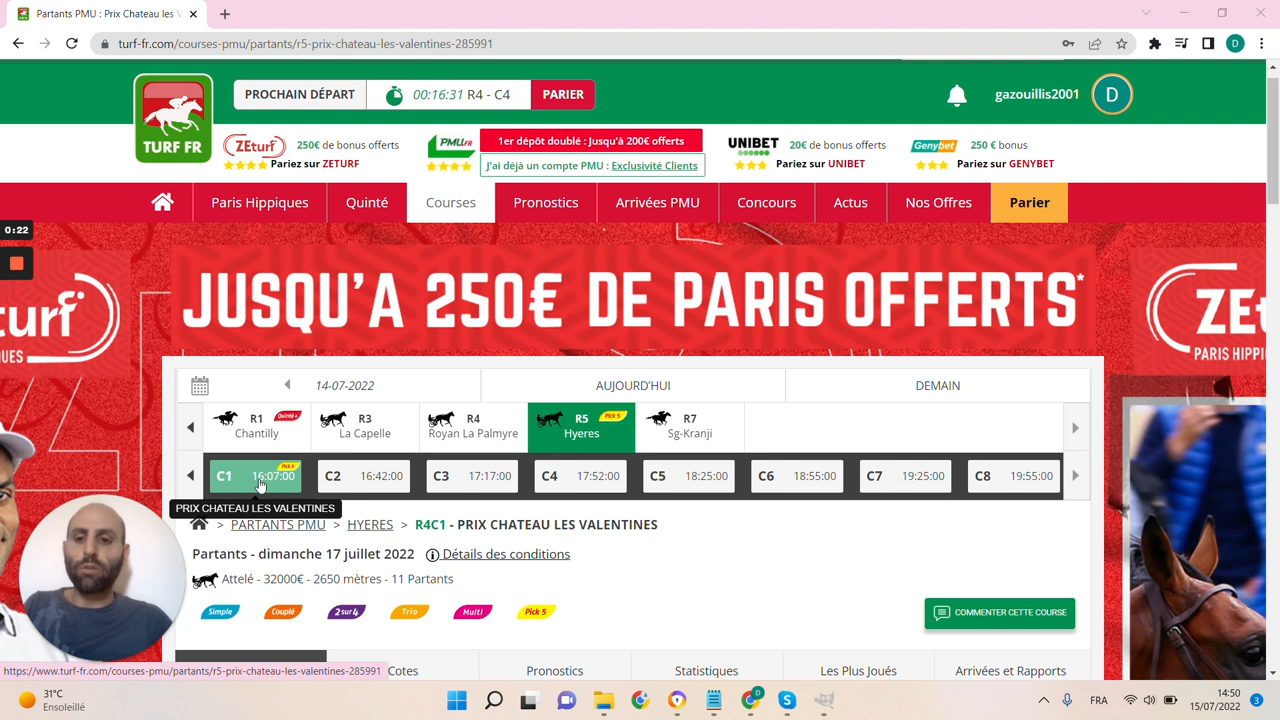 Partants PMU : Prix Chateau les V
turf-fr.com/courses-pmu/partants/r5-prix-chateau-les-valentines-285991
D
PROCHAIN DÉPART
00:16:31 R4 - C4
PARIER
gazouillis2001
D
TURF FR
ZEturf
250€ de bonus offerts
Pariez sur ZETURF
PMU.FR
1er dépôt doublé : Jusqu'à 200€ offerts
J'ai déjà un compte PMU : Exclusivité Clients
UNIBET
20€ de bonus offerts
Pariez sur UNIBET
Genybet
250 € bonus
Pariez sur GENYBET
Paris Hippiques
Quinté
Courses
Pronostics
Arrivées PMU
Concours
Actus
Nos Offres
Parier
0:22
JUSQU'A 250€ DE PARIS OFFERTS*
eturf
QUES
ZEt
PARIS HIPPI
14-07-2022
AUJOURD'HUI
DEMAIN
R1 Quinté+
Chantilly
R3
La Capelle
R4
Royan La Palmyre
R5 Pick 5
Hyeres
R7
Sg-Kranji
C1 16:07:00 Pick 5
C2 16:42:00
C3 17:17:00
C4 17:52:00
C5 18:25:00
C6 18:55:00
C7 19:25:00
C8 19:55:00
PRIX CHATEAU LES VALENTINES
> PARTANTS PMU > HYERES > R4C1 - PRIX CHATEAU LES VALENTINES
Partants - dimanche 17 juillet 2022 Détails des conditions
Attelé - 32000€ - 2650 mètres - 11 Partants
Simple
Couplé
2 sur 4
Trio
Multi
Pick 5
COMMENTER CETTE COURSE
Cotes
Pronostics
Statistiques
Les Plus Joués
Arrivées et Rapports
https://www.turf-fr.com/courses-pmu/partants/r5-prix-chateau-les-valentines-285991
31°C
Ensoleillé
FRA
14:50
15/07/2022
3